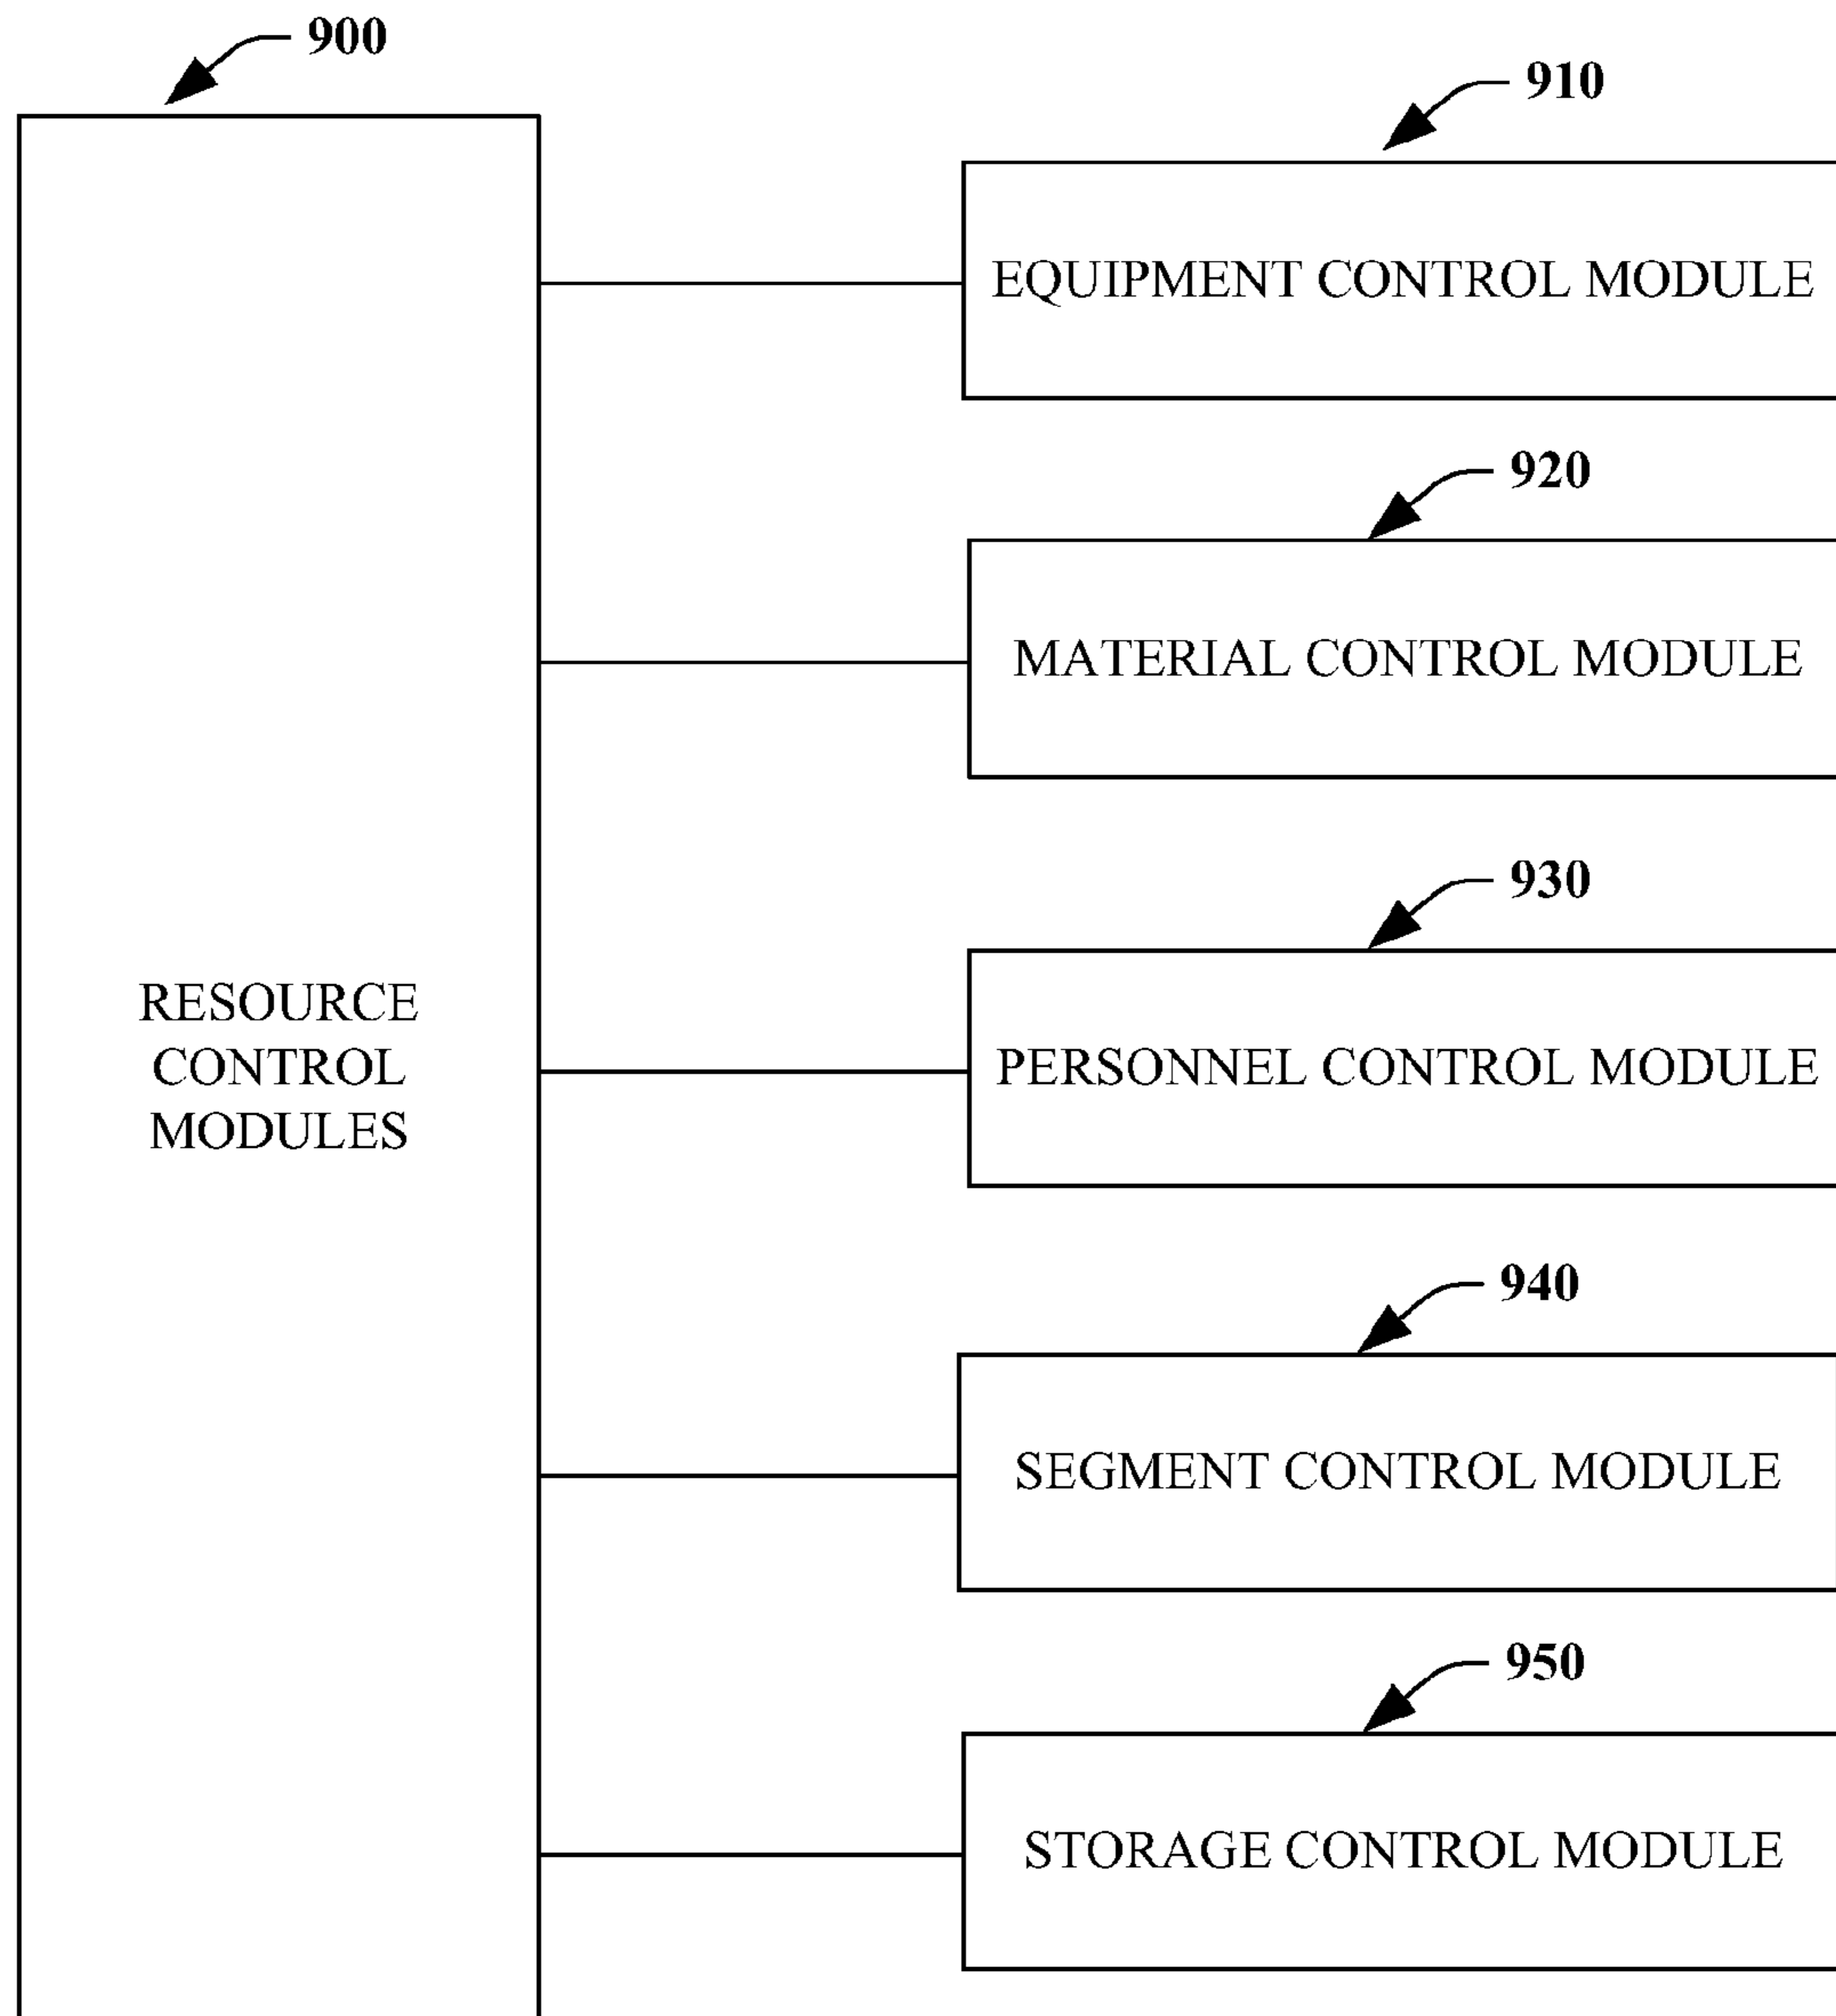 900
910
EQUIPMENT CONTROL MODULE
920
MATERIAL CONTROL MODULE
930
RESOURCE
CONTROL
MODULES
PERSONNEL CONTROL MODULE
940
SEGMENT CONTROL MODULE
950
STORAGE CONTROL MODULE